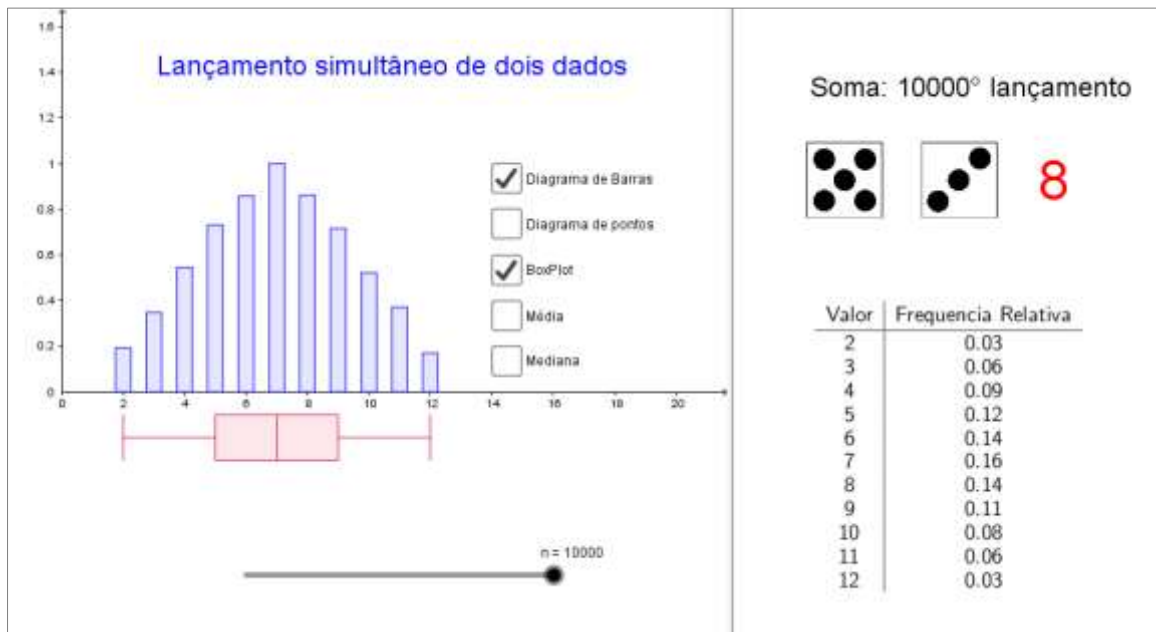 Lançamento simultâneo de dois dados
1.6
1.4
1.2
1
0.8
0.6
0.4
0.2
0
0 2 4 6 8 10 12 14 16 18 20
Diagrama de Barras
Diagrama de pontos
BoxPlot
Média
Mediana
n = 10000
Soma: 10000° lançamento
8
Valor Frequencia Relativa
2 0.03
3 0.06
4 0.09
5 0.12
6 0.14
7 0.16
8 0.14
9 0.11
10 0.08
11 0.06
12 0.03